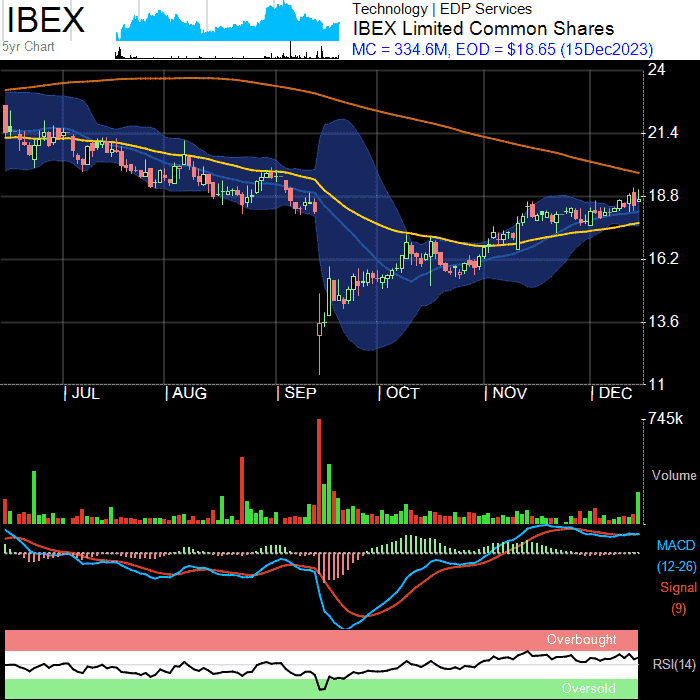 IBEX
5yr Chart
Technology | EDP Services
IBEX Limited Common Shares
MC = 334.6M, EOD = $18.65 (15Dec2023)
24
21.4
18.8
16.2
13.6
11
| JUL | AUG | SEP | OCT | NOV | DEC
745k
Volume
MACD
(12-26)
Signal
(9)
Overbought
RSI(14)
Oversold